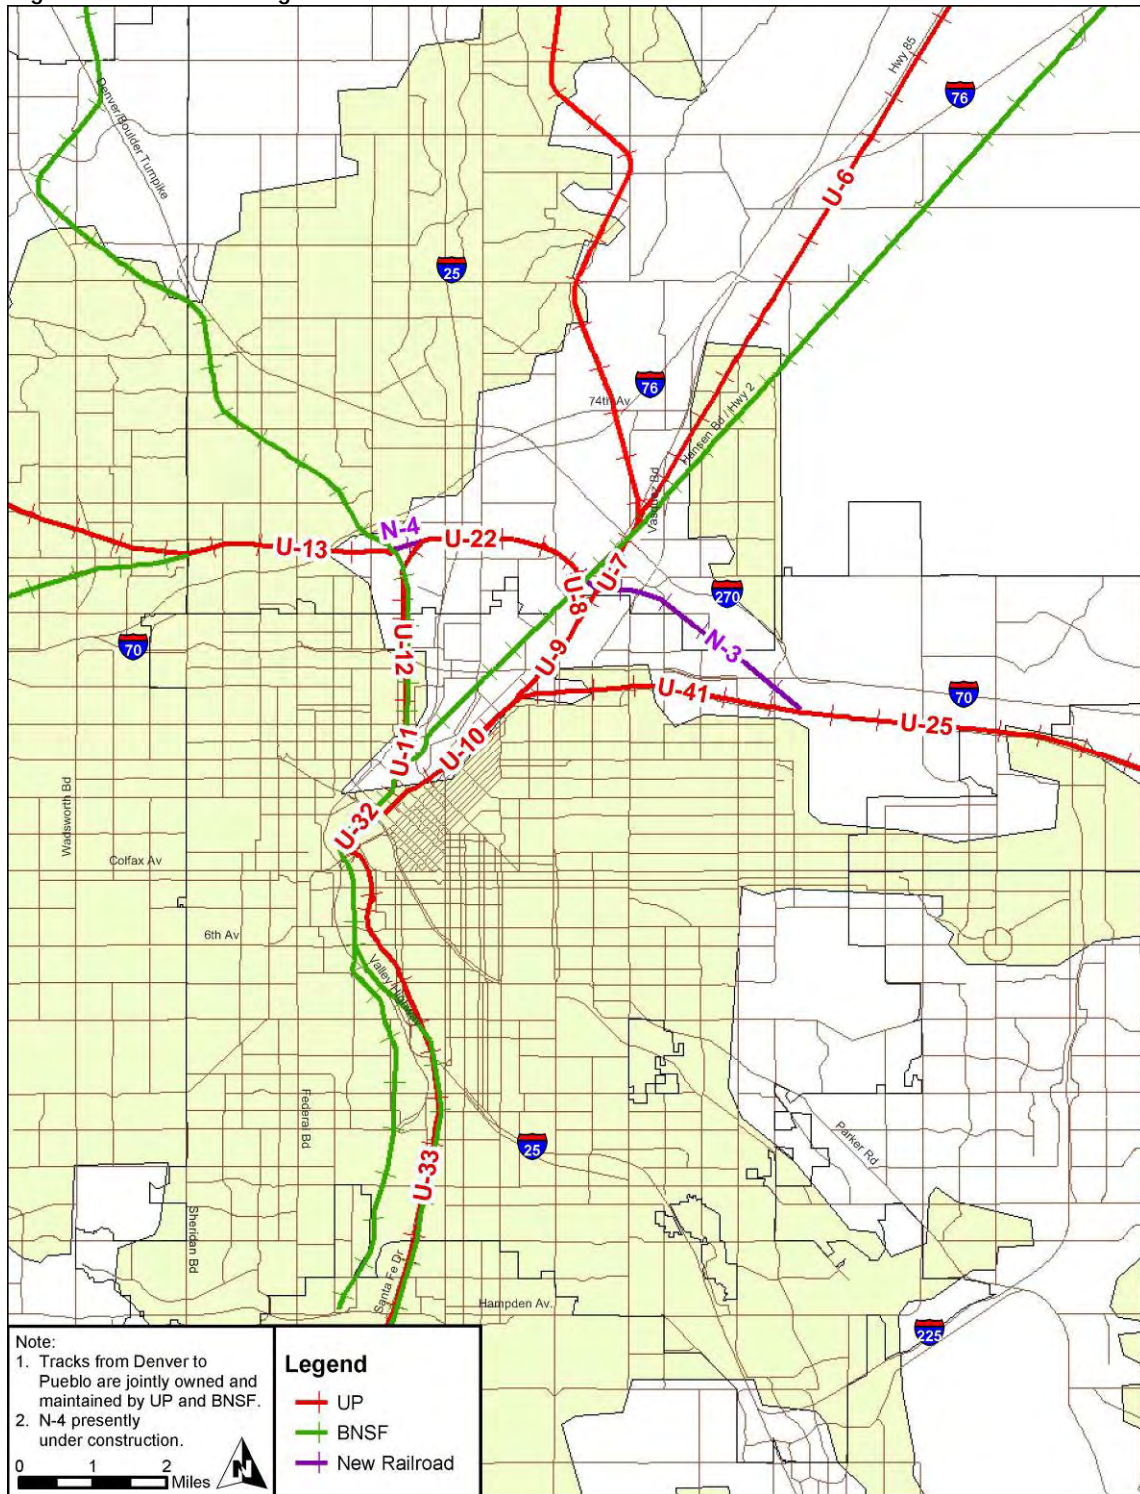 Denver/Boulder Turnpike
Hwy 85
76
U-6
25
76
74th Av
Hansen Bd / Hwy 2
Vasquez Bd
N-4
U-13
U-22
U-7
U-8
270
70
U-12
U-9
N-3
U-41
70
U-25
U-11
U-10
U-32
Wadsworth Bd
Colfax Av
6th Av
Valley Highway
Federal Bd
25
Parker Rd
U-33
Sheridan Bd
Santa Fe Dr
Hampden Av.
225
Note:
1. Tracks from Denver to
Pueblo are jointly owned and
maintained by UP and BNSF.
2. N-4 presently
under construction.
0 1 2
Miles
N
Legend
UP
BNSF
New Railroad